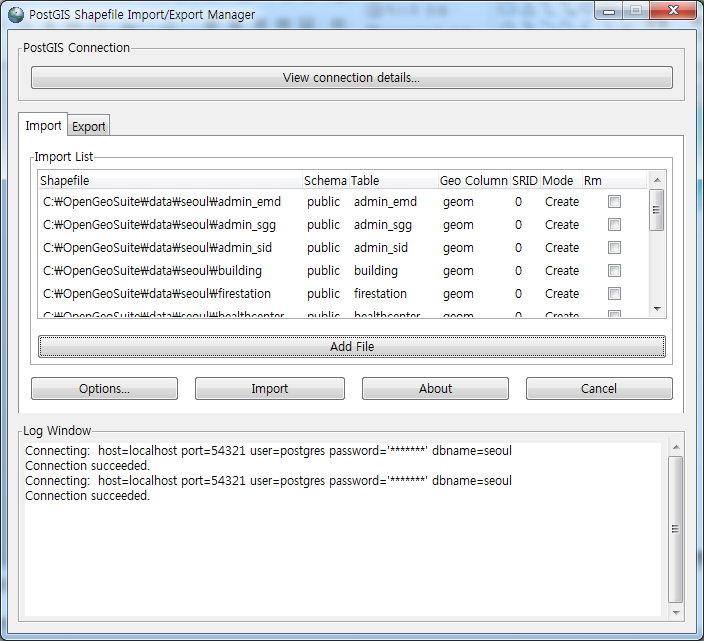 PostGIS Shapefile Import/Export Manager
PostGIS Connection
View connection details...
Import Export
Import List
Shapefile Schema Table Geo Column SRID Mode Rm
C:₩OpenGeoSuite₩data₩seoul₩admin_emd public admin_emd geom 0 Create
C:₩OpenGeoSuite₩data₩seoul₩admin_sgg public admin_sgg geom 0 Create
C:₩OpenGeoSuite₩data₩seoul₩admin_sid public admin_sid geom 0 Create
C:₩OpenGeoSuite₩data₩seoul₩building public building geom 0 Create
C:₩OpenGeoSuite₩data₩seoul₩firestation public firestation geom 0 Create
C:₩OpenGeoSuite₩data₩seoul₩healthcenter public healthcenter geom 0 Create
Add File
Options... Import About Cancel
Log Window
Connecting: host=localhost port=54321 user=postgres password='*******' dbname=seoul
Connection succeeded.
Connecting: host=localhost port=54321 user=postgres password='*******' dbname=seoul
Connection succeeded.